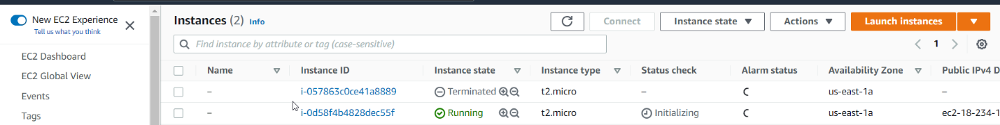 New EC2 Experience
Tell us what you think
EC2 Dashboard
EC2 Global View
Events
Tags
Instances (2) Info
Connect
Instance state
Actions
Launch instances
Find instance by attribute or tag (case-sensitive)
1
Name Instance ID Instance state Instance type Status check Alarm status Availability Zone Public IPv4 D
– i-057863c0ce41a8889 Terminated t2.micro – us-east-1a –
– i-0d58f4b4828dec55f Running t2.micro Initializing us-east-1a ec2-18-234-1